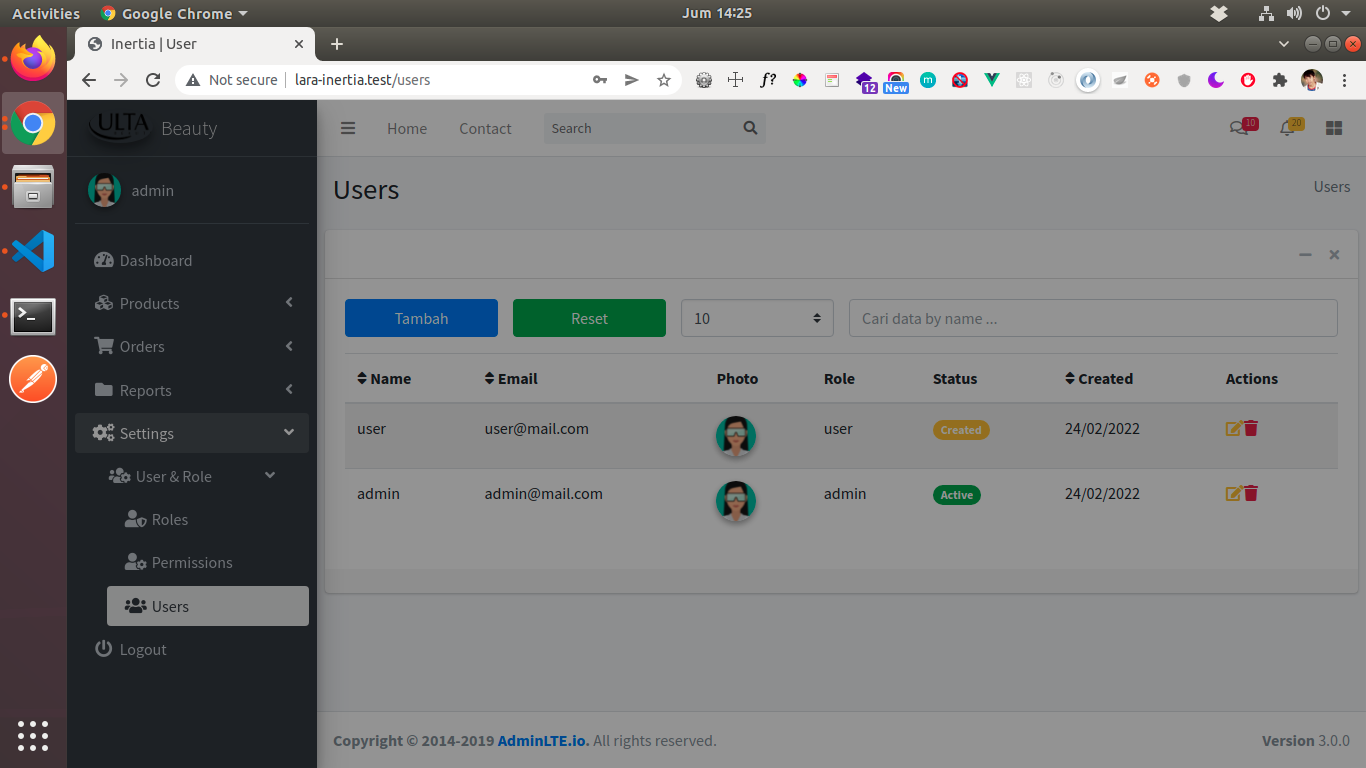 Activities Google Chrome Jum 14:25
Inertia | User
Not secure lara-inertia.test/users 12 New
ULTA Beauty
Home Contact Search 10 20
admin
Users Users
Dashboard
Products
Orders
Reports
Settings
User & Role
Roles
Permissions
Users
Logout
Tambah Reset 10 Cari data by name ...
Name Email Photo Role Status Created Actions
user user@mail.com user Created 24/02/2022
admin admin@mail.com admin Active 24/02/2022
Copyright © 2014-2019 AdminLTE.io. All rights reserved. Version 3.0.0